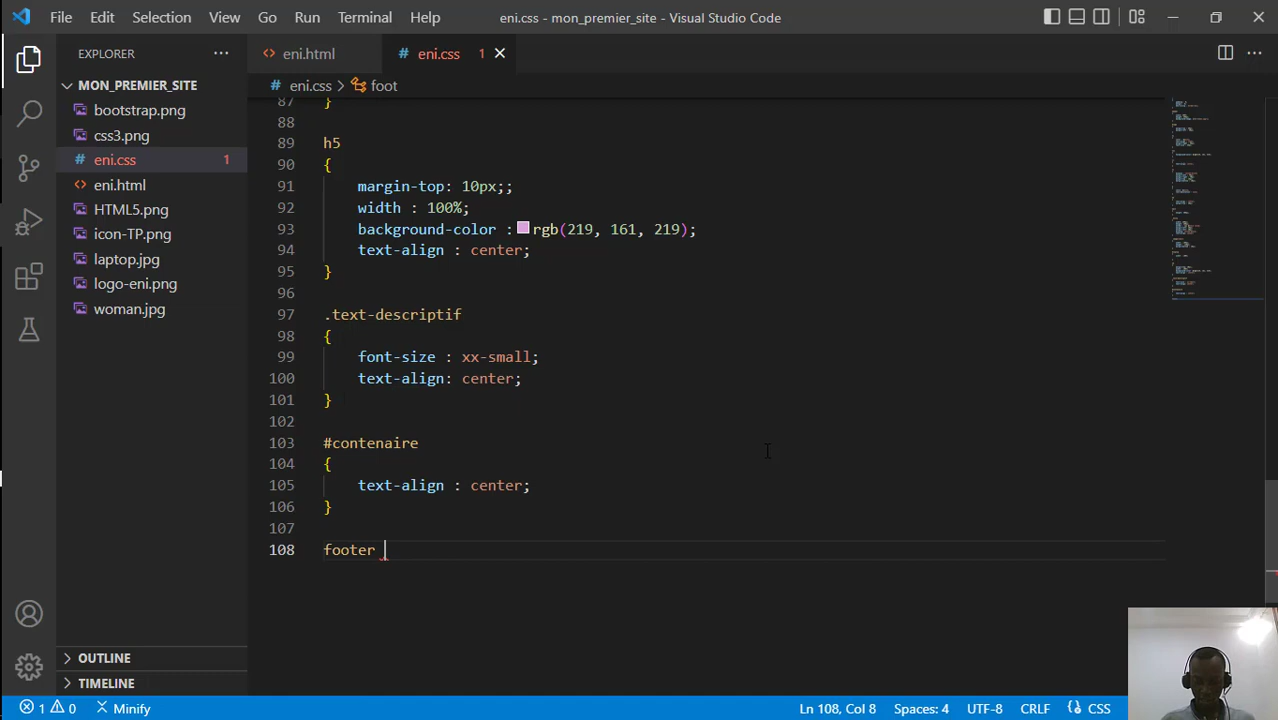 File Edit Selection View Go Run Terminal Help eni.css - mon_premier_site - Visual Studio Code
EXPLORER
eni.html
eni.css 1
MON_PREMIER_SITE
eni.css > foot
bootstrap.png
css3.png
eni.css 1
eni.html
HTML5.png
icon-TP.png
laptop.jpg
logo-eni.png
woman.jpg
87 }
88
89 h5
90 {
91 margin-top: 10px;;
92 width : 100%;
93 background-color : rgb(219, 161, 219);
94 text-align : center;
95 }
96
97 .text-descriptif
98 {
99 font-size : xx-small;
100 text-align: center;
101 }
102
103 #contenaire
104 {
105 text-align : center;
106 }
107
108 footer
OUTLINE
TIMELINE
1 0 Minify Ln 108, Col 8 Spaces: 4 UTF-8 CRLF CSS